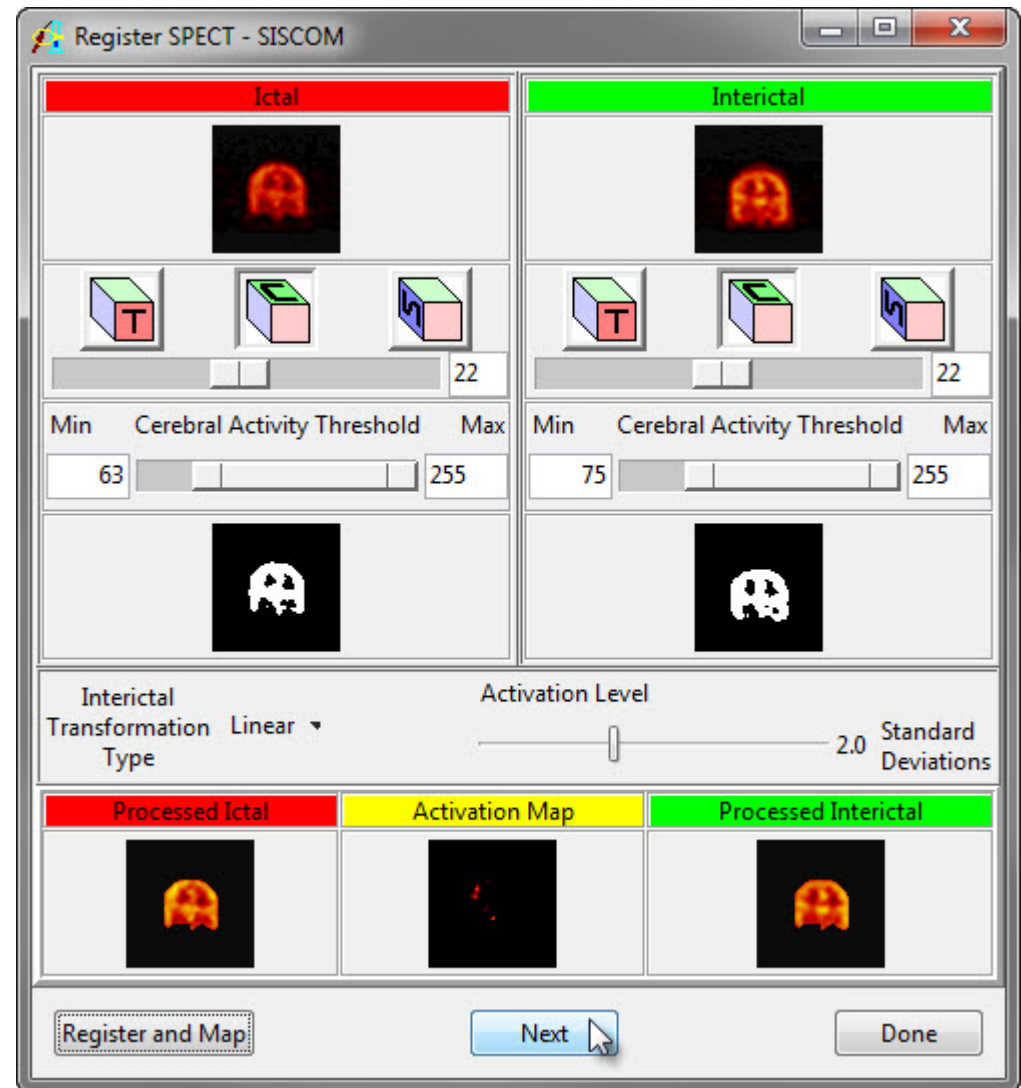 Register SPECT - SISCOM
Ictal
Interictal
T
C
S
22
T
C
S
22
Min Cerebral Activity Threshold Max
63 255
Min Cerebral Activity Threshold Max
75 255
Interictal
Transformation
Type
Linear
Activation Level
2.0
Standard
Deviations
Processed Ictal
Activation Map
Processed Interictal
Register and Map
Next
Done